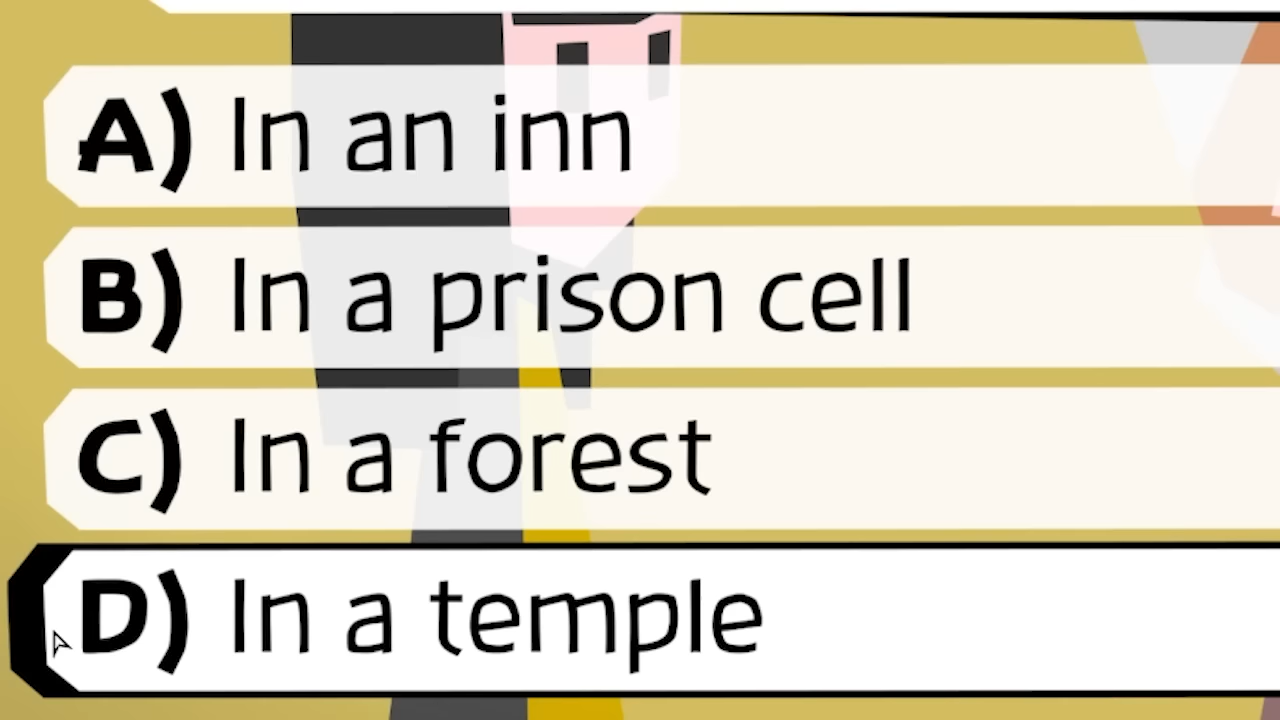 A) In an inn
B) In a prison cell
C) In a forest
D) In a temple